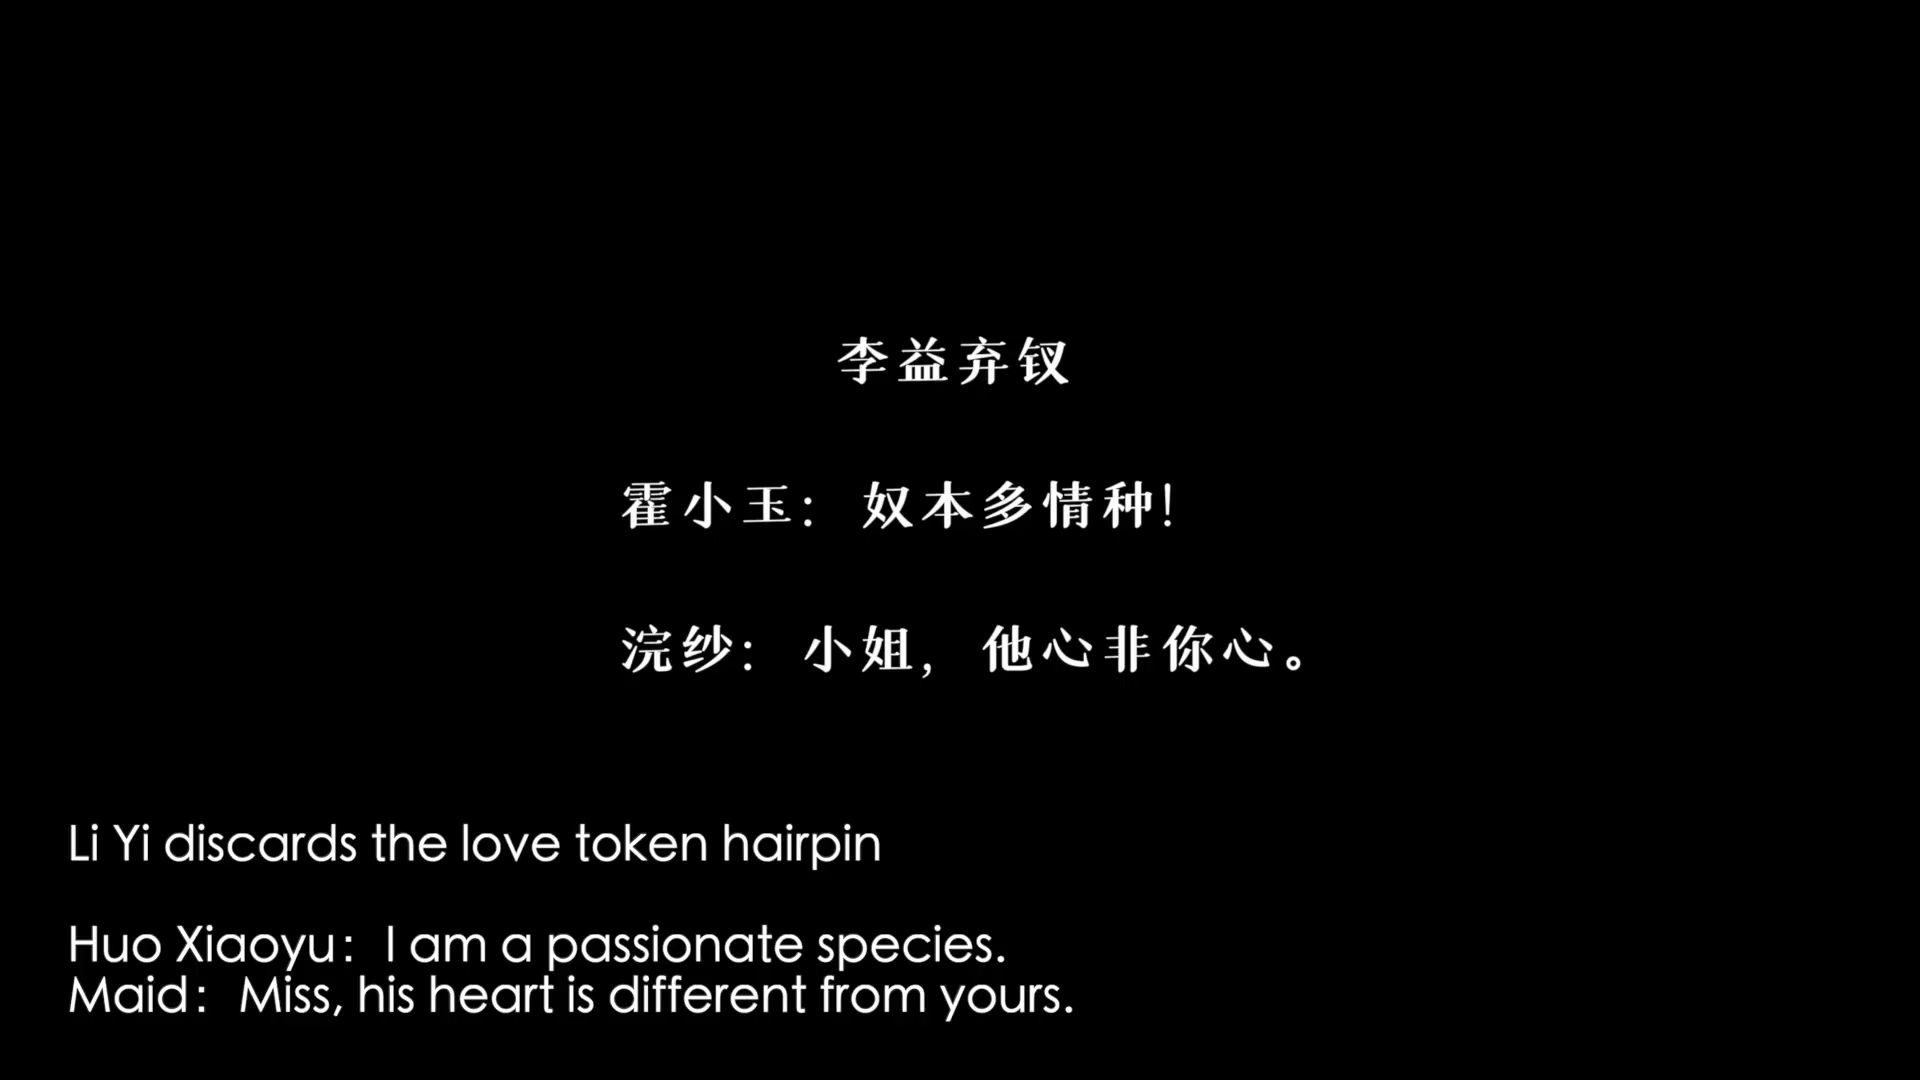 李益弃钗
霍小玉：奴本多情种！
浣纱：小姐，他心非你心。
Li Yi discards the love token hairpin
Huo Xiaoyu： I am a passionate species.
Maid： Miss, his heart is different from yours.